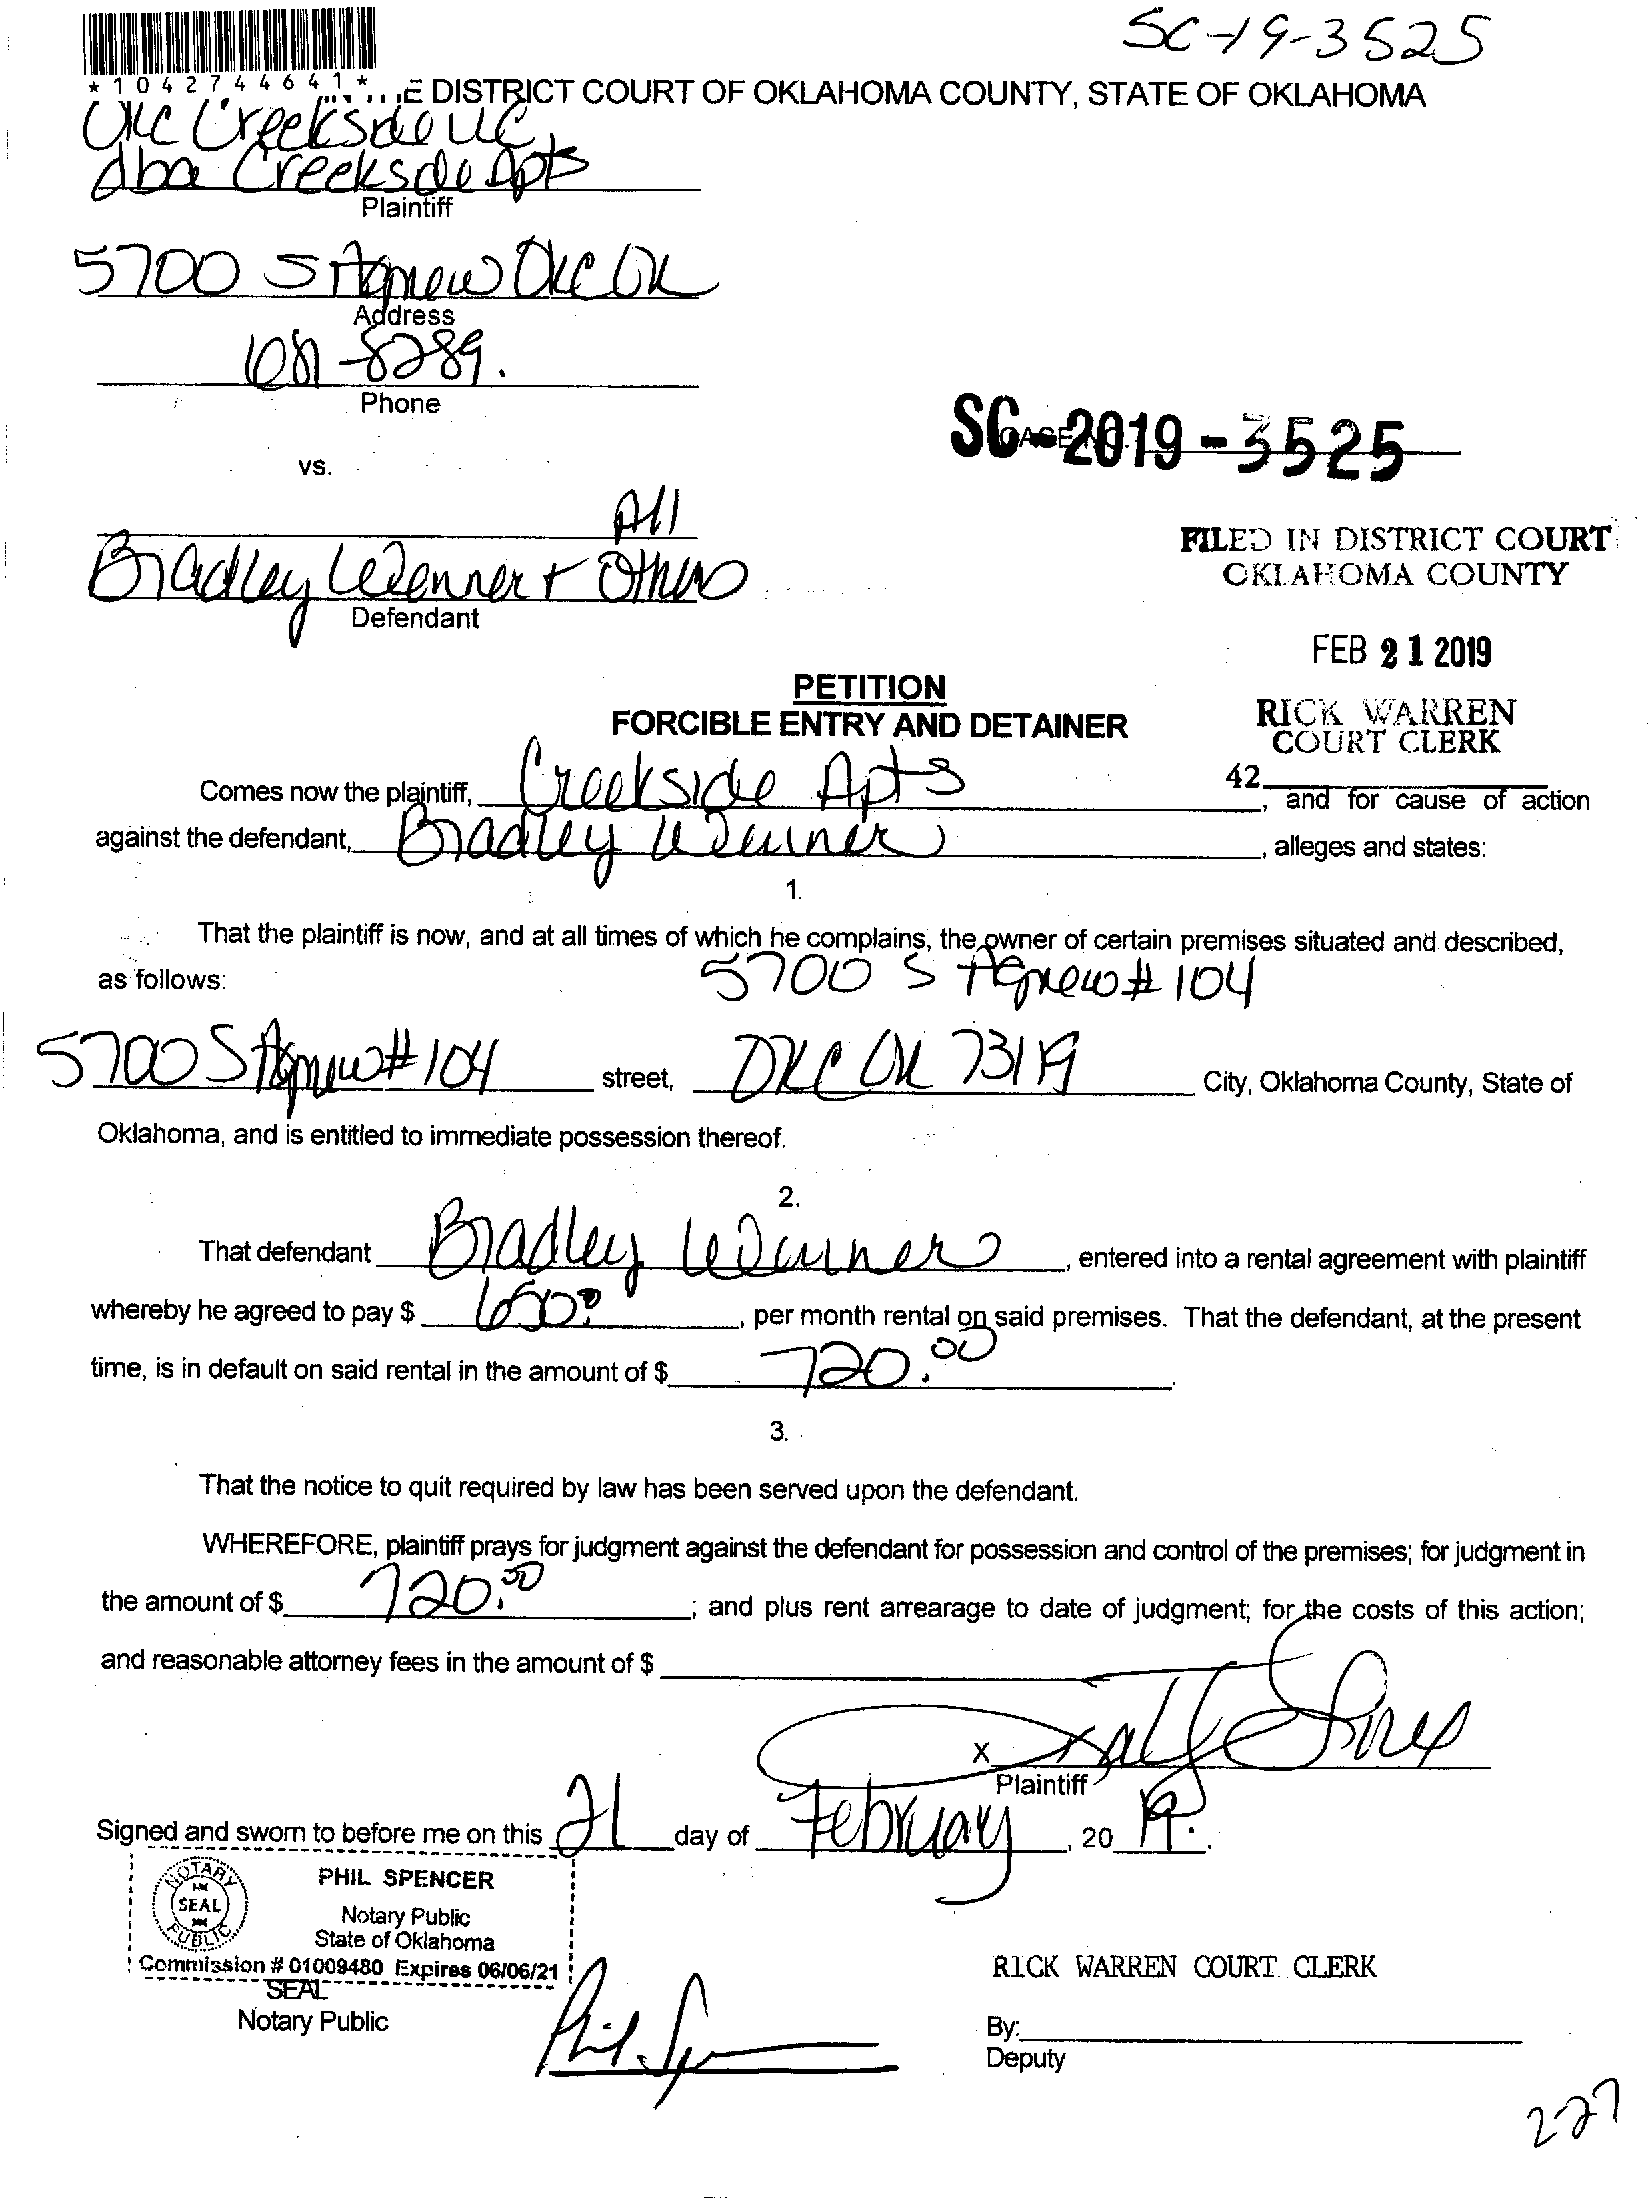 SC-19-3525
*1042744641*
E DISTRICT COURT OF OKLAHOMA COUNTY, STATE OF OKLAHOMA
OKC Creekside LLC
dba Creekside Apts
Plaintiff
5700 S Agnew OKC OK
Address
681-8289.
Phone
SC-2019-3525
vs.
All
Bradley Wenner + Others
Defendant
FILED IN DISTRICT COURT
OKLAHOMA COUNTY
FEB 21 2019
RICK WARREN
COURT CLERK
42
PETITION
FORCIBLE ENTRY AND DETAINER
Comes now the plaintiff, Creekside Apts, and for cause of action
against the defendant, Bradley Wenner, alleges and states:
1.
That the plaintiff is now, and at all times of which he complains, the owner of certain premises situated and described,
as follows: 5700 S Agnew # 104
5700 S Agnew # 104 street, OKC OK 73119 City, Oklahoma County, State of
Oklahoma, and is entitled to immediate possession thereof.
2.
That defendant Bradley Wenner, entered into a rental agreement with plaintiff
whereby he agreed to pay $ 650.00, per month rental on said premises. That the defendant, at the present
time, is in default on said rental in the amount of $ 720.00.
3.
That the notice to quit required by law has been served upon the defendant.
WHEREFORE, plaintiff prays for judgment against the defendant for possession and control of the premises; for judgment in
the amount of $ 720.00; and plus rent arrearage to date of judgment; for the costs of this action;
and reasonable attorney fees in the amount of $
X
Plaintiff
Signed and sworn to before me on this 21 day of February, 20 19.
NOTARY PUBLIC
SEAL
PHIL SPENCER
Notary Public
State of Oklahoma
Commission # 01009480 Expires 06/06/21
SEAL
Notary Public
RICK WARREN COURT CLERK
By:
Deputy
227